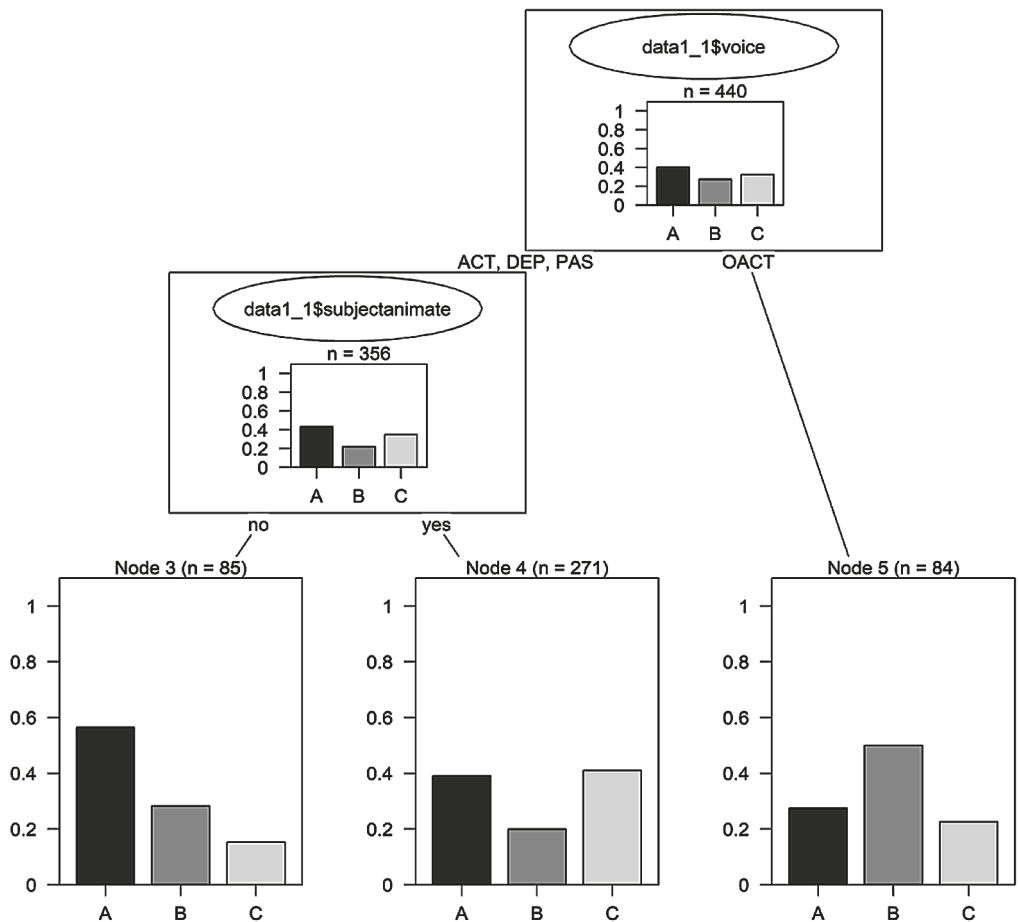 data1_1$voice
n = 440
1
0.8
0.6
0.4
0.2
0
A B C
ACT, DEP, PAS OACT
data1_1$subjectanimate
n = 356
1
0.8
0.6
0.4
0.2
0
A B C
no yes
Node 3 (n = 85)
1
0.8
0.6
0.4
0.2
0
A B C
Node 4 (n = 271)
1
0.8
0.6
0.4
0.2
0
A B C
Node 5 (n = 84)
1
0.8
0.6
0.4
0.2
0
A B C